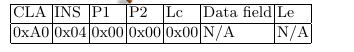 CLA INS P1 P2 Lc Data field Le
0xA0 0x04 0x00 0x00 0x00 N/A N/A